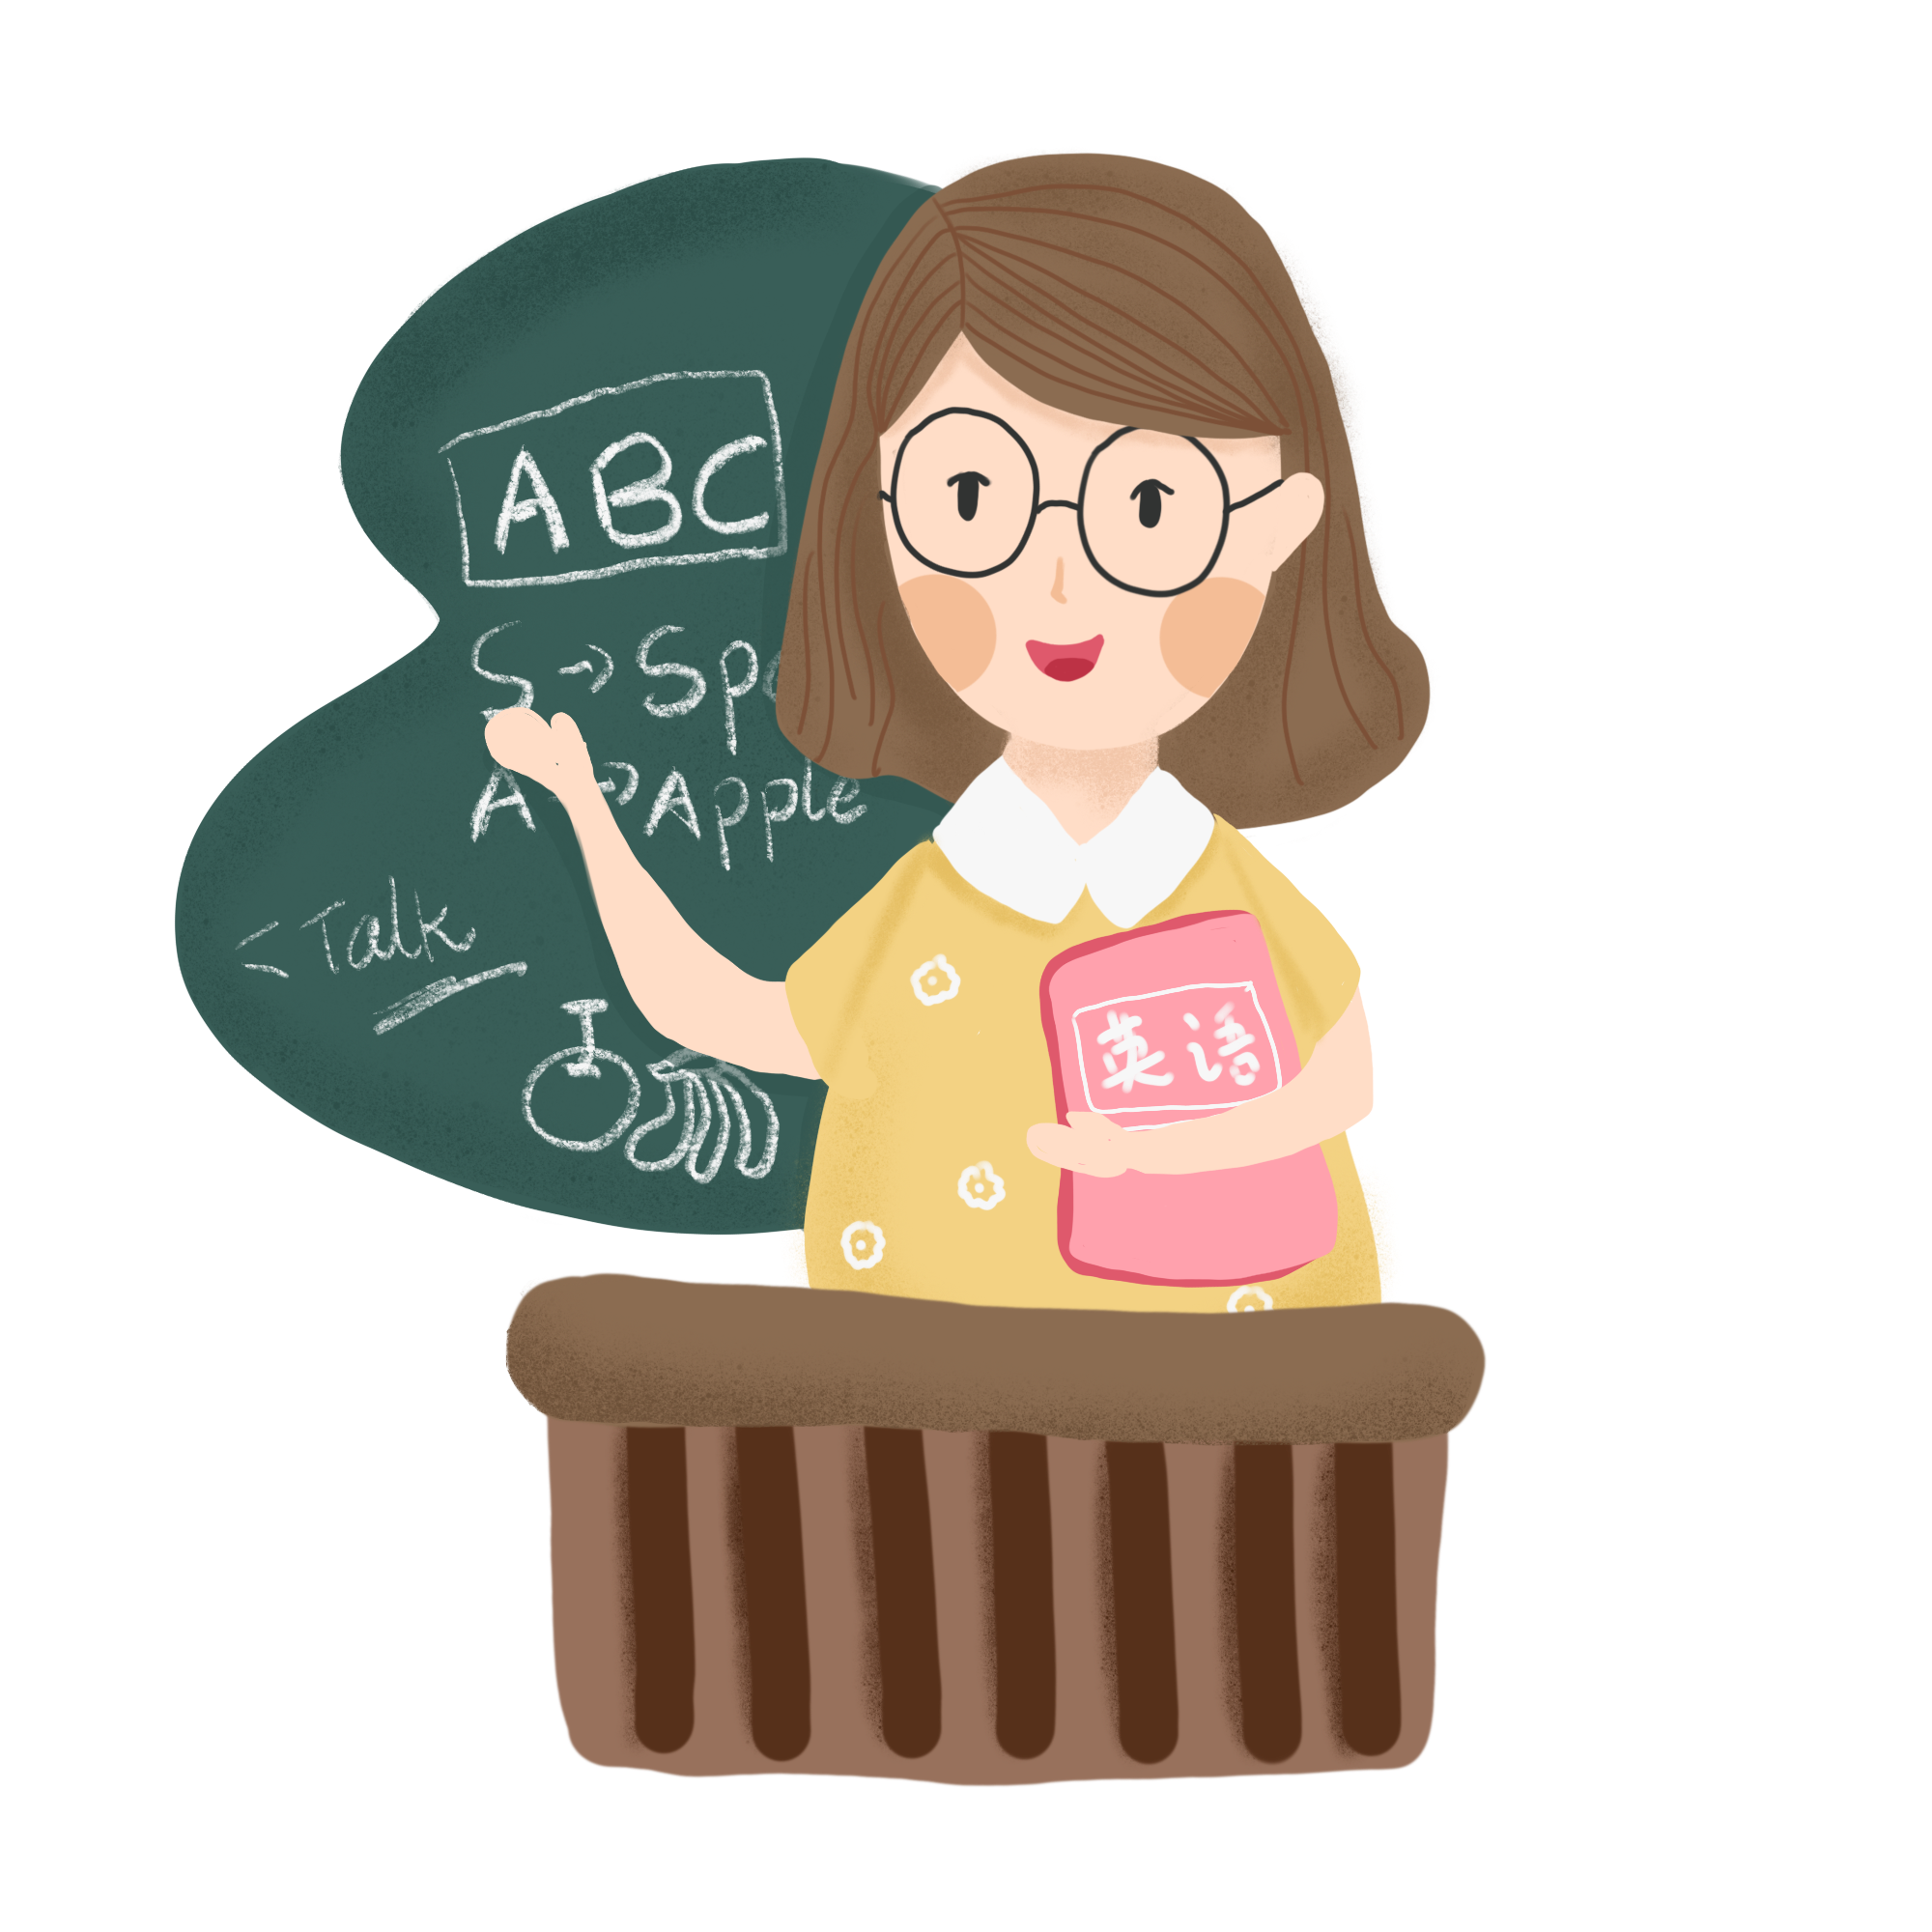 ABC
S → Sp
A → Apple
Talk
英语